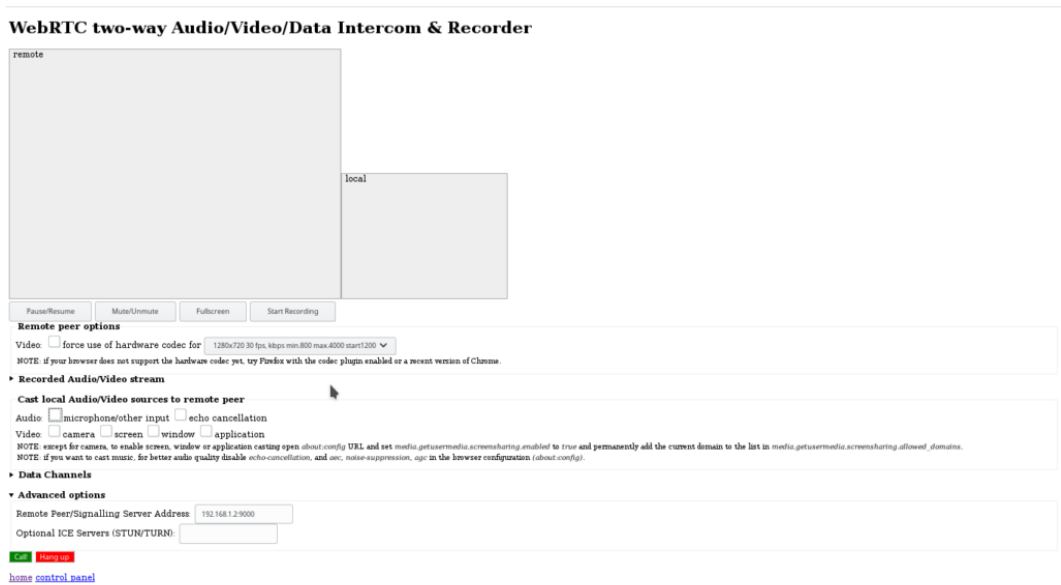 WebRTC two-way Audio/Video/Data Intercom & Recorder
remote
local
Pause/Resume Mute/Unmute Fullscreen Start Recording
Remote peer options
Video: force use of hardware codec for 1280x720 30 fps, kbps min.800 max.4000 start1200
NOTE: if your browser does not support the hardware codec yet, try Firefox with the codec plugin enabled or a recent version of Chrome.
Recorded Audio/Video stream
Cast local Audio/Video sources to remote peer
Audio: microphone/other input echo cancellation
Video: camera screen window application
NOTE: except for camera, to enable screen, window or application casting open about:config URL and set media.getusermedia.screensharing.enabled to true and permanently add the current domain to the list in media.getusermedia.screensharing.allowed_domains.
NOTE: if you want to cast music, for better audio quality disable echo-cancellation, and aec, noise-suppression, agc in the browser configuration (about:config).
Data Channels
Advanced options
Remote Peer/Signalling Server Address: 192.168.1.2:9000
Optional ICE Servers (STUN/TURN):
Call Hang up
home control panel